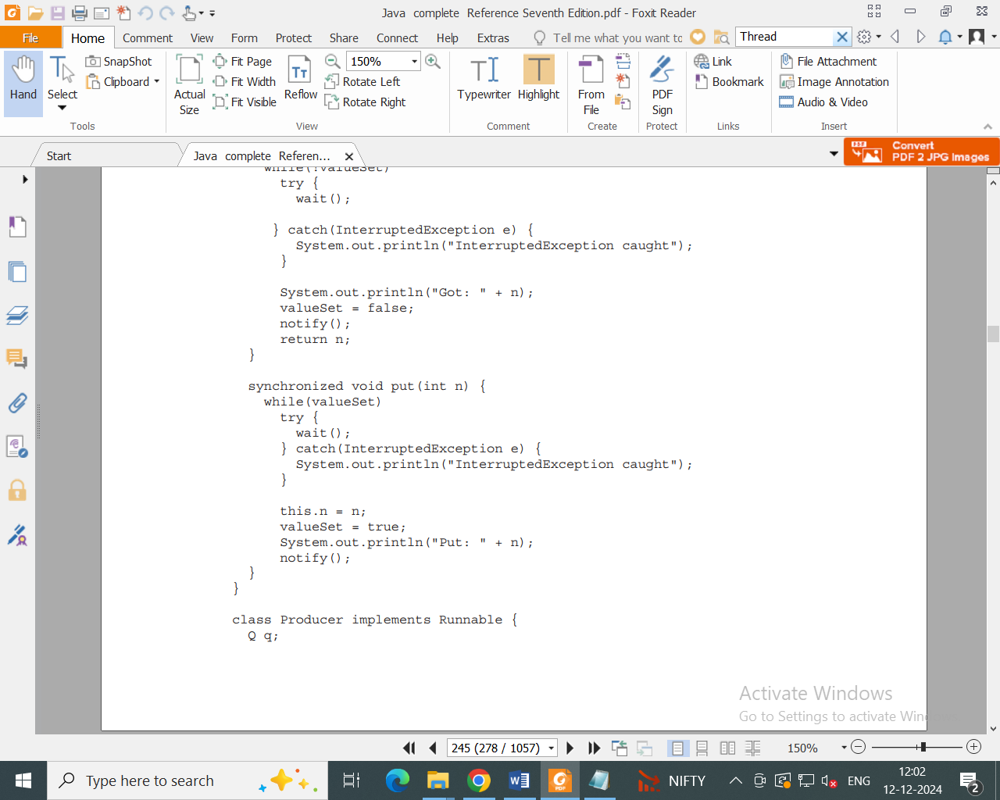 Java complete Reference Seventh Edition.pdf - Foxit Reader
File Home Comment View Form Protect Share Connect Help Extras Tell me what you want to Thread
Hand
Select
SnapShot
Clipboard
Tools
Actual Size
Fit Page
Fit Width
Fit Visible
Reflow
150%
Rotate Left
Rotate Right
View
Typewriter
Highlight
Comment
From File
Create
PDF Sign
Protect
Link
Bookmark
Links
File Attachment
Image Annotation
Audio & Video
Insert
Start
Java complete Referen...
Convert
PDF 2 JPG Images
while(!valueSet)
try {
wait();
} catch(InterruptedException e) {
System.out.println("InterruptedException caught");
}
System.out.println("Got: " + n);
valueSet = false;
notify();
return n;
}
synchronized void put(int n) {
while(valueSet)
try {
wait();
} catch(InterruptedException e) {
System.out.println("InterruptedException caught");
}
this.n = n;
valueSet = true;
System.out.println("Put: " + n);
notify();
}
}
class Producer implements Runnable {
Q q;
Activate Windows
Go to Settings to activate Windows
245 (278 / 1057)
150%
Type here to search
NIFTY
ENG
12:02
12-12-2024
2